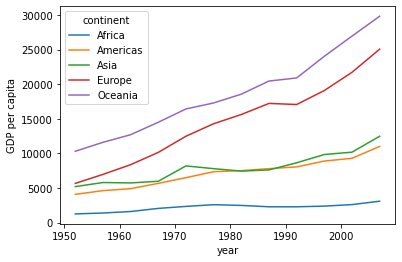 continent
Africa
Americas
Asia
Europe
Oceania
GDP per capita
30000
25000
20000
15000
10000
5000
0
1950 1960 1970 1980 1990 2000
year